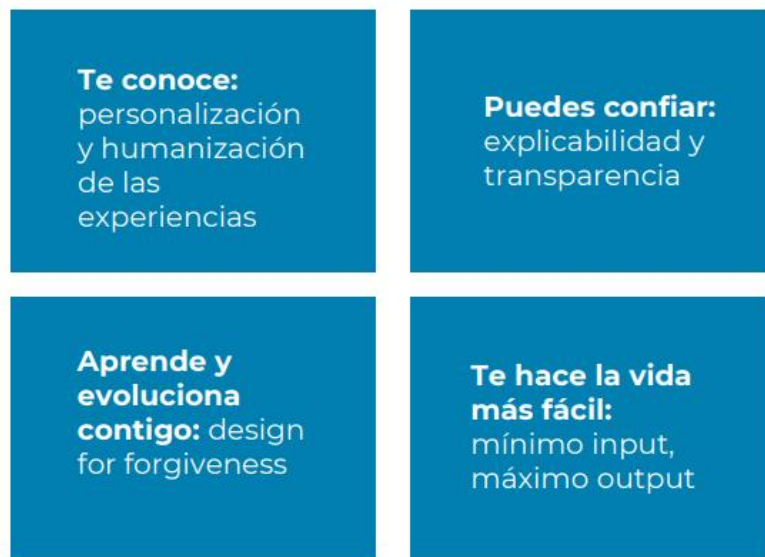 Te conoce:
personalización
y humanización
de las
experiencias
Puedes confiar:
explicabilidad y
transparencia
Aprende y
evoluciona
contigo: design
for forgiveness
Te hace la vida
más fácil:
mínimo input,
máximo output